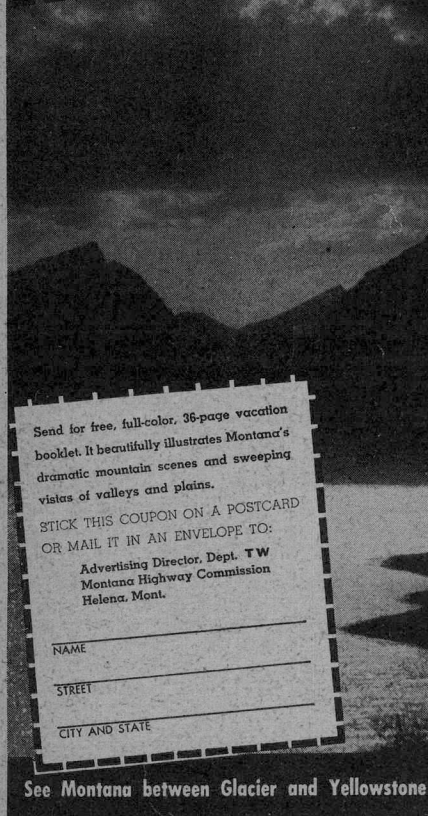 Send for free, full-color, 36-page vacation
booklet. It beautifully illustrates Montana's
dramatic mountain scenes and sweeping
vistas of valleys and plains.
STICK THIS COUPON ON A POSTCARD
OR MAIL IT IN AN ENVELOPE TO:
Advertising Director, Dept. TW
Montana Highway Commission
Helena, Mont.
NAME
STREET
CITY AND STATE
See Montana between Glacier and Yellowstone